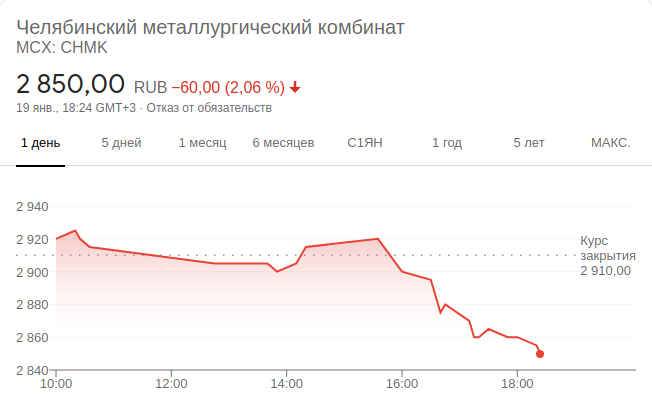 Челябинский металлургический комбинат
MCX: CHMK
2 850,00 RUB −60,00 (2,06 %)
19 янв., 18:24 GMT+3 · Отказ от обязательств
1 день 5 дней 1 месяц 6 месяцев С1ЯН 1 год 5 лет МАКС.
2 940
2 920
Курс
закрытия
2 910,00
2 900
2 880
2 860
2 840
10:00 12:00 14:00 16:00 18:00